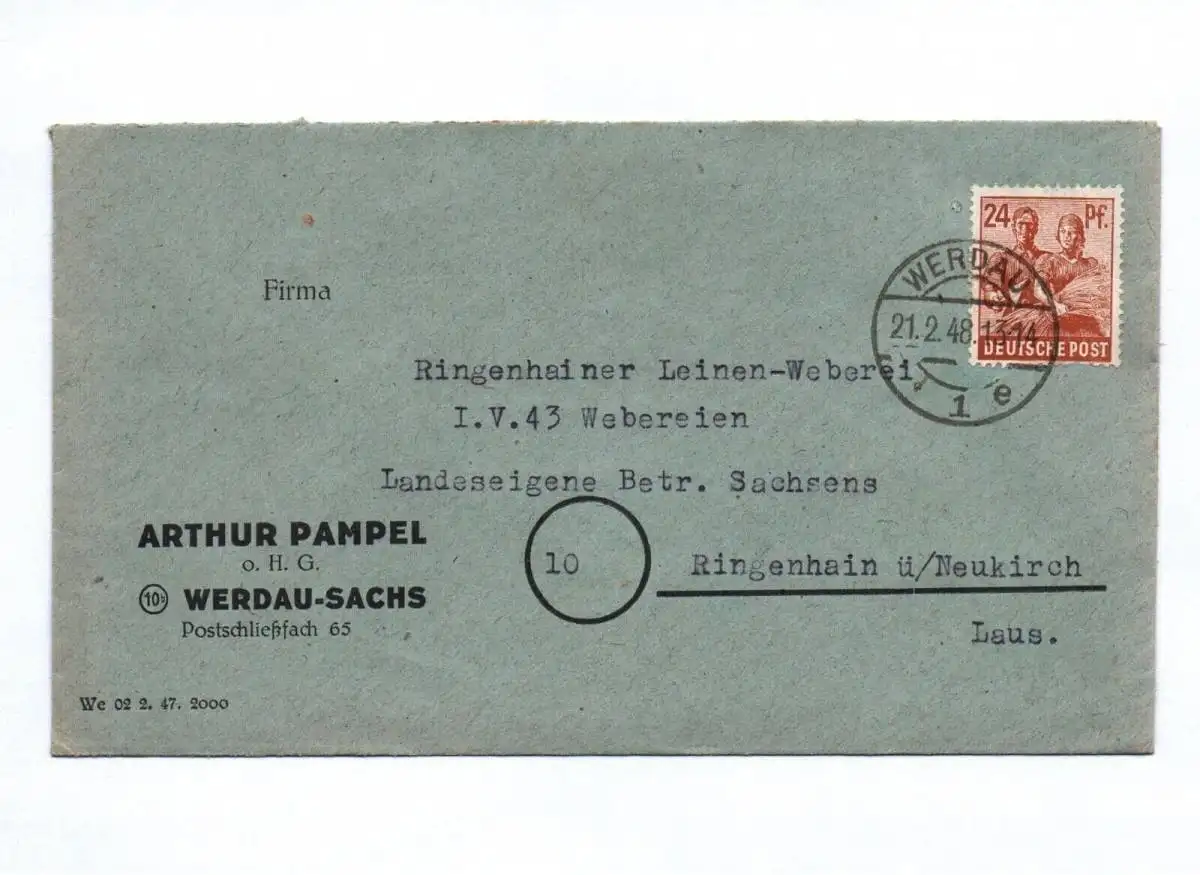 24 Pf.
DEUTSCHE POST
WERDAU
21.2.48.13-14
1 e
Firma
Ringenhainer Leinen-Weberei
I.V.43 Webereien
Landeseigene Betr. Sachsens
ARTHUR PAMPEL
o. H. G.
10b WERDAU-SACHS
Postschließfach 65
10 Ringenhain ü/Neukirch
Laus.
We 02 2. 47. 2000